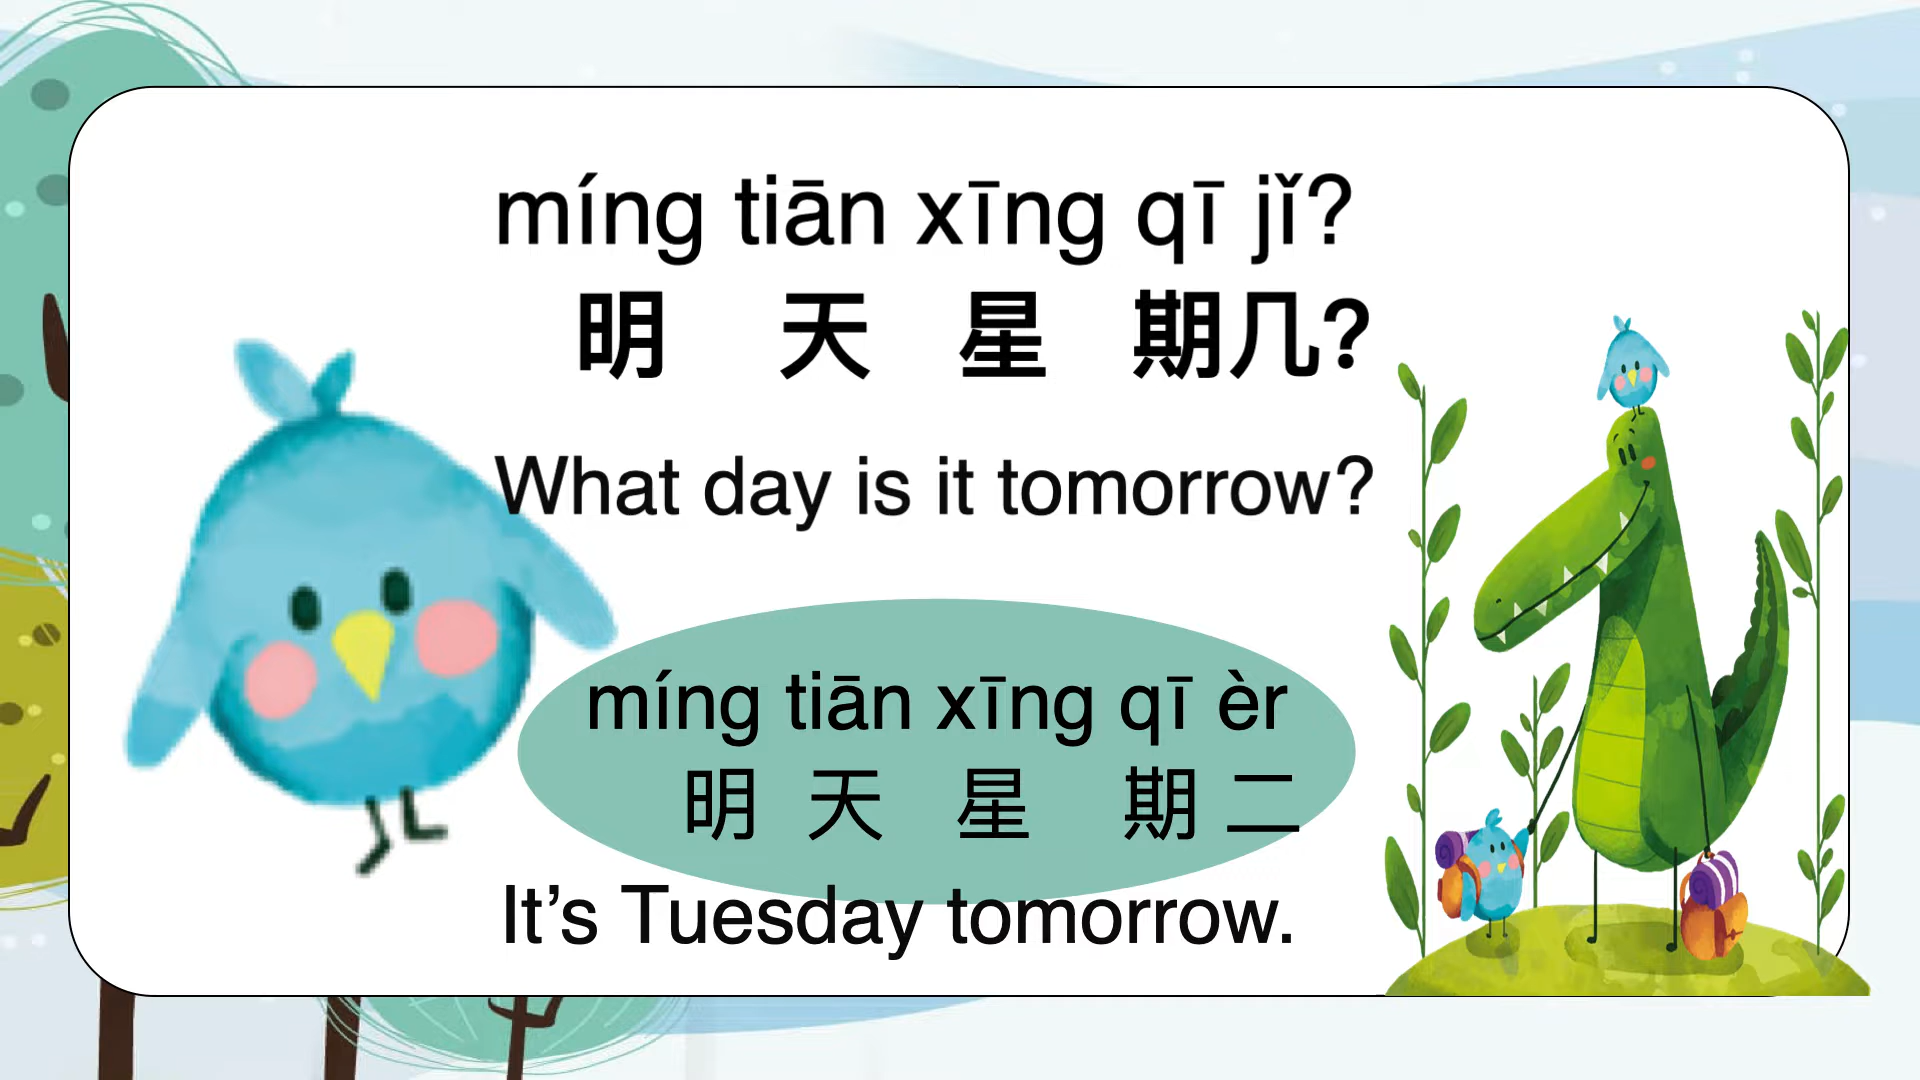 míng tiān xīng qī jǐ?
明 天 星 期几?
What day is it tomorrow?
míng tiān xīng qī èr
明 天 星 期 二
It’s Tuesday tomorrow.